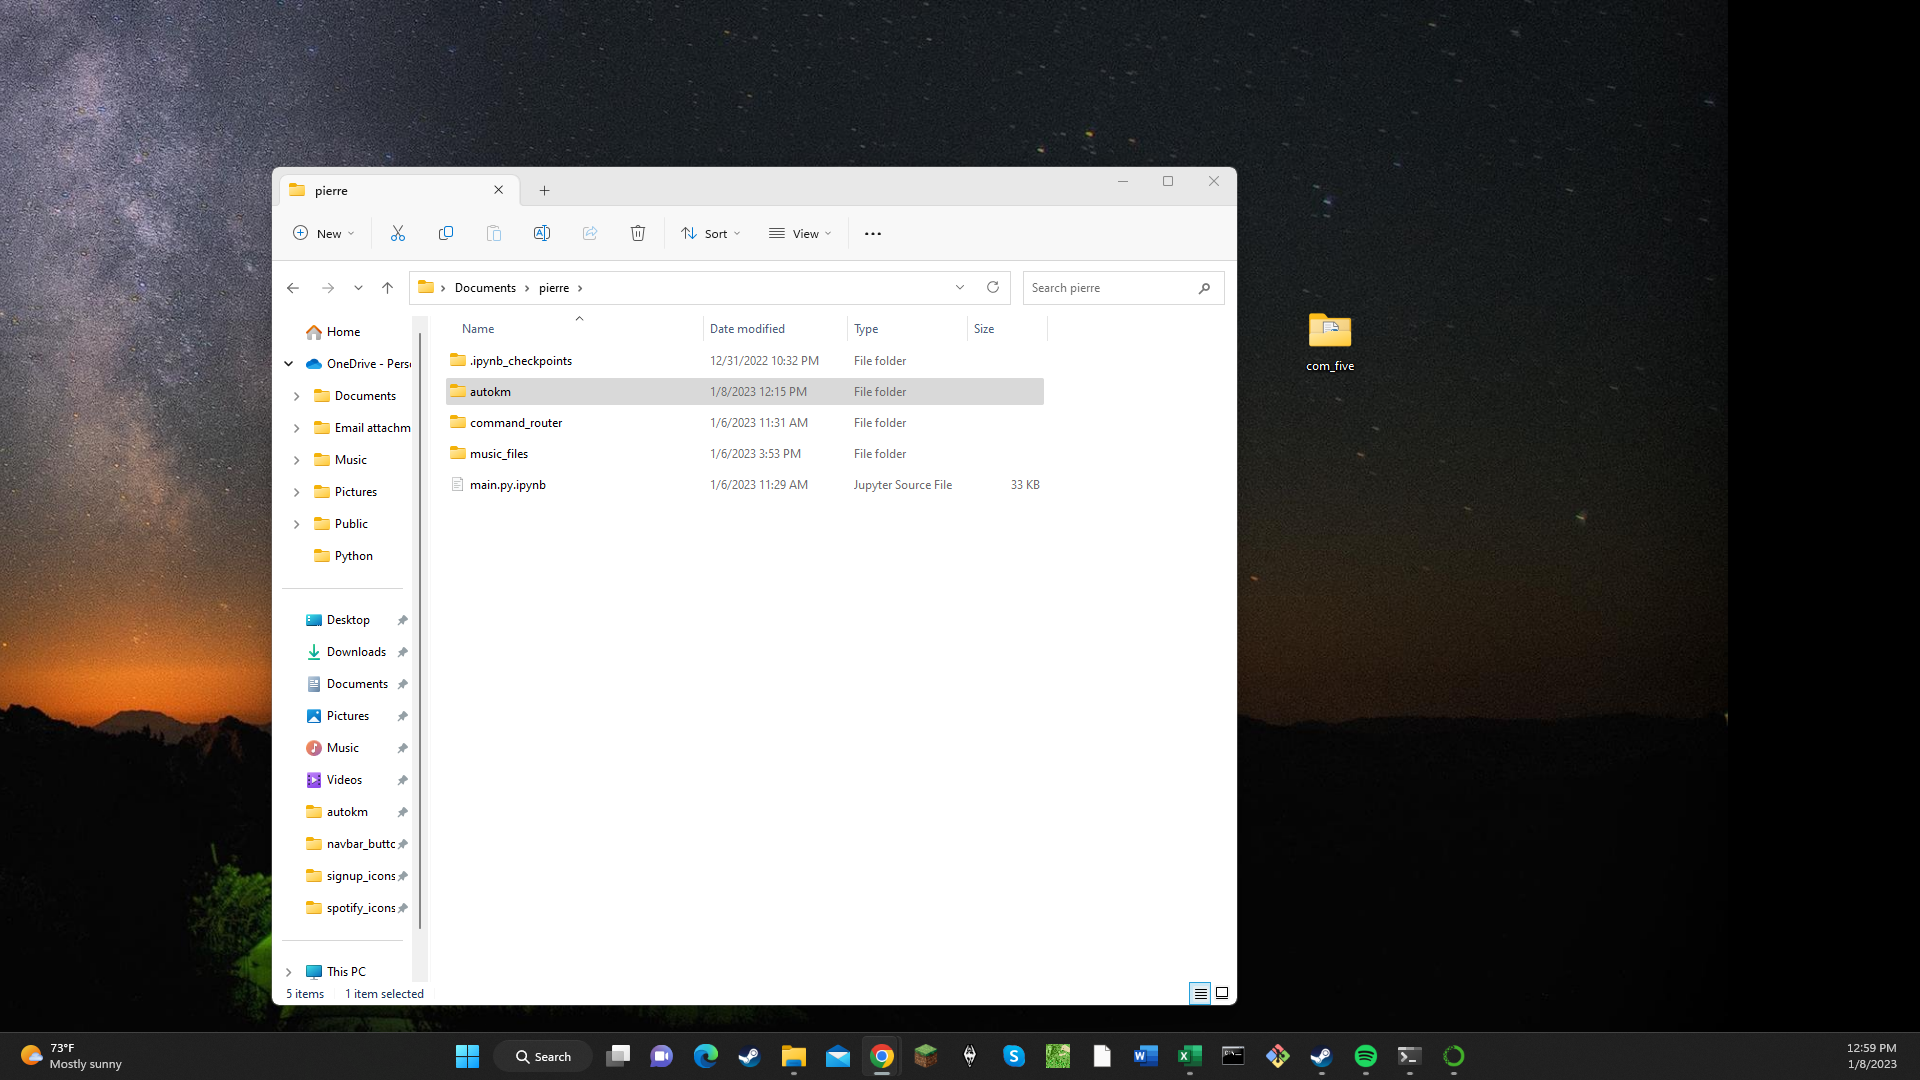 pierre
New
Sort
View
Documents
pierre
Search pierre
Name
Date modified
Type
Size
.ipynb_checkpoints 12/31/2022 10:32 PM File folder
autokm 1/8/2023 12:15 PM File folder
command_router 1/6/2023 11:31 AM File folder
music_files 1/6/2023 3:53 PM File folder
main.py.ipynb 1/6/2023 11:29 AM Jupyter Source File 33 KB
Home
OneDrive - Pers
Documents
Email attachm
Music
Pictures
Public
Python
Desktop
Downloads
Documents
Pictures
Music
Videos
autokm
navbar_butto
signup_icons
spotify_icons
This PC
5 items 1 item selected
com_five
73°F
Mostly sunny
Search
12:59 PM
1/8/2023